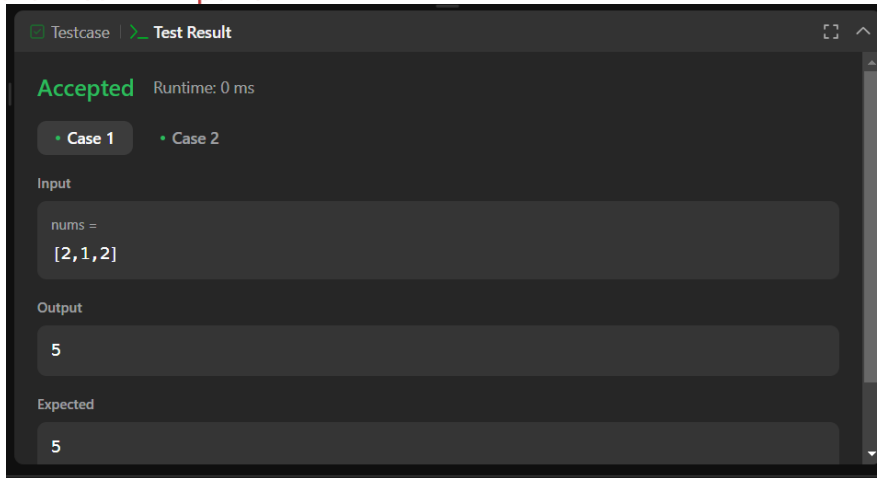 Testcase | >_ Test Result
Accepted Runtime: 0 ms
• Case 1 • Case 2
Input
nums =
[2,1,2]
Output
5
Expected
5